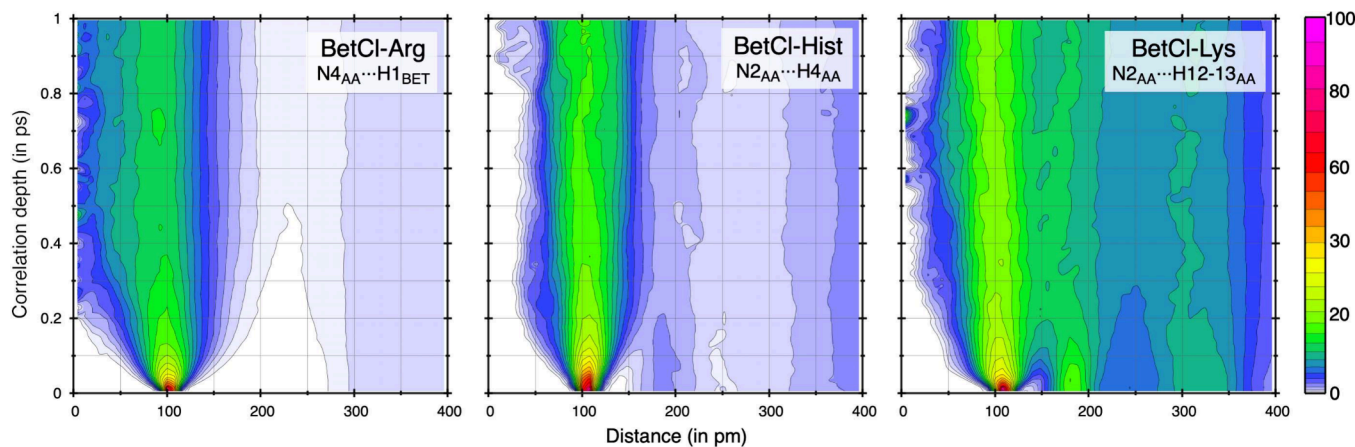 BetCl-Arg
N4AA···H1BET
BetCl-Hist
N2AA···H4AA
BetCl-Lys
N2AA···H12-13AA
Correlation depth (in ps)
1
0.8
0.6
0.4
0.2
0
0 100 200 300 400
0 100 200 300 400
0 100 200 300 400
Distance (in pm)
100
80
60
40
30
20
10
0